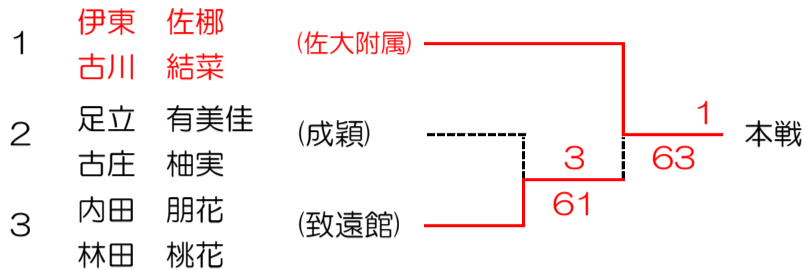 1 伊東 佐梛 (佐大附属)
古川 結菜
2 足立 有美佳 (成穎)
古庄 柚実
3 内田 朋花 (致遠館)
林田 桃花
3
61
1
63
本戦